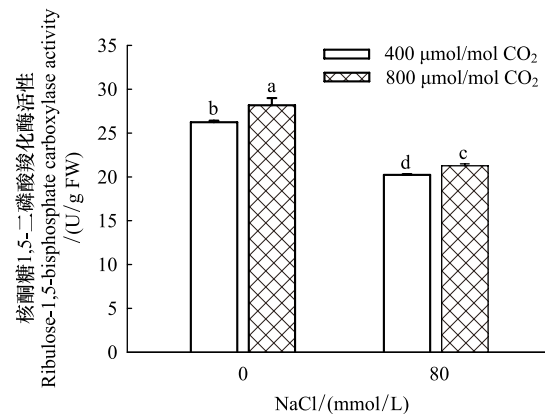 400 μmol/mol CO₂
800 μmol/mol CO₂
核酮糖1,5-二磷酸羧化酶活性
Ribulose-1,5-bisphosphate carboxylase activity
/(U/g FW)
35
30
25
20
15
10
5
0
b
a
d
c
0
80
NaCl/(mmol/L)